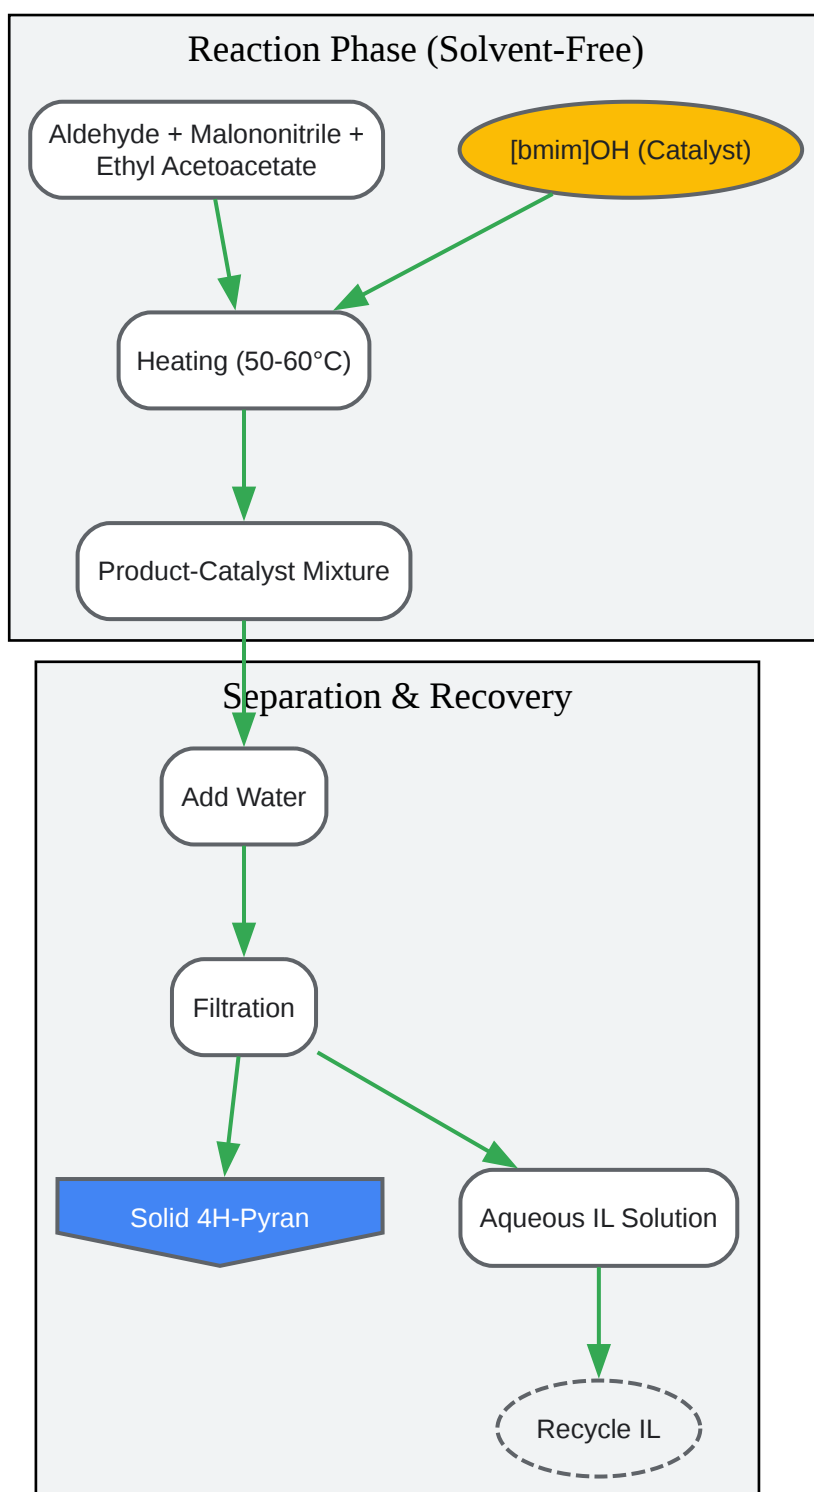 Reaction Phase (Solvent-Free)
Aldehyde + Malononitrile +
Ethyl Acetoacetate
[bmim]OH (Catalyst)
Heating (50-60°C)
Product-Catalyst Mixture
Separation & Recovery
Add Water
Filtration
Solid 4H-Pyran
Aqueous IL Solution
Recycle IL